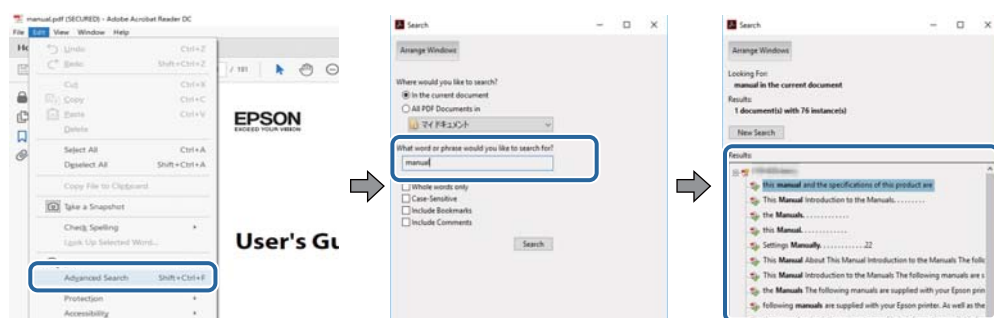 manual.pdf (SECURED) - Adobe Acrobat Reader DC
File Edit View Window Help
Undo Ctrl+Z
Redo Shift+Ctrl+Z
Cut Ctrl+X
Copy Ctrl+C
Paste Ctrl+V
Delete
Select All Ctrl+A
Deselect All Shift+Ctrl+A
Copy File to Clipboard
Take a Snapshot
Check Spelling
Look Up Selected Word...
Advanced Search Shift+Ctrl+F
Protection
Accessibility
/ 191
EPSON
EXCEED YOUR VISION
User's Gu
Search
Arrange Windows
Where would you like to search?
In the current document
All PDF Documents in
マイ ドキュメント
What word or phrase would you like to search for?
manual
Whole words only
Case-Sensitive
Include Bookmarks
Include Comments
Search
Search
Arrange Windows
Looking For:
manual in the current document
Results:
1 document(s) with 76 instance(s)
New Search
Results:
this manual and the specifications of this product are
This Manual Introduction to the Manuals. . . . . . . . .
the Manuals. . . . . . . . . . . . .
this Manual. . . . . . . . . . . . .
Settings Manually. . . . . . . . . . . . 22
This Manual About This Manual Introduction to the Manuals The follo
This Manual Introduction to the Manuals The following manuals are s
the Manuals The following manuals are supplied with your Epson prin
following manuals are supplied with your Epson printer. As well as the